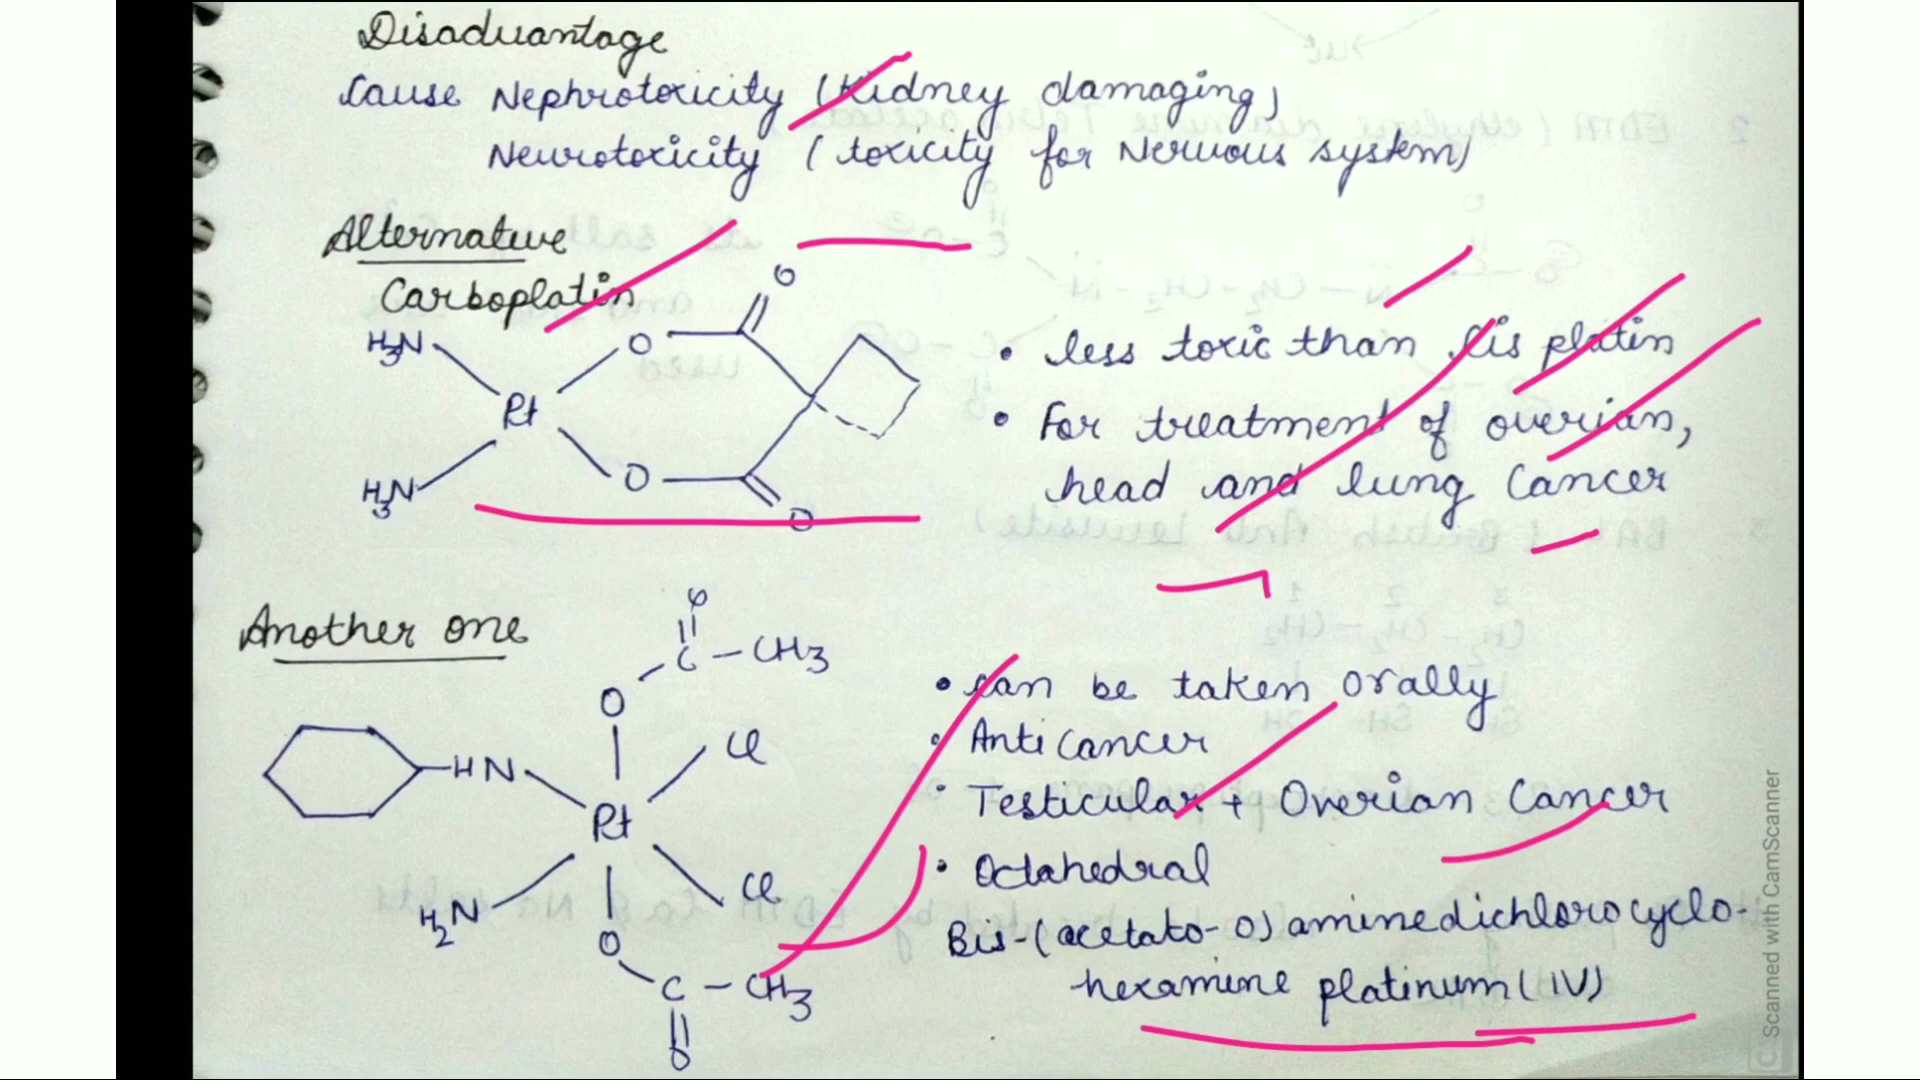 Disadvantage
Cause Nephrotoxicity (Kidney damaging)
Neurotoxicity (toxicity for Nervous system)
Alternative
Carboplatin
O
H3N
O
Pt
H3N
O
O
• less toxic than Cis platin
• For treatment of overian,
head and lung Cancer
Another one
O
C - CH3
O
HN
Cl
Pt
H2N
Cl
O
C - CH3
O
• can be taken orally
• Anti Cancer
• Testicular + Overian Cancer
• Octahedral
Bis-(acetato-O) aminedichlorocyclo-
hexamine platinum (IV)
Scanned with CamScanner